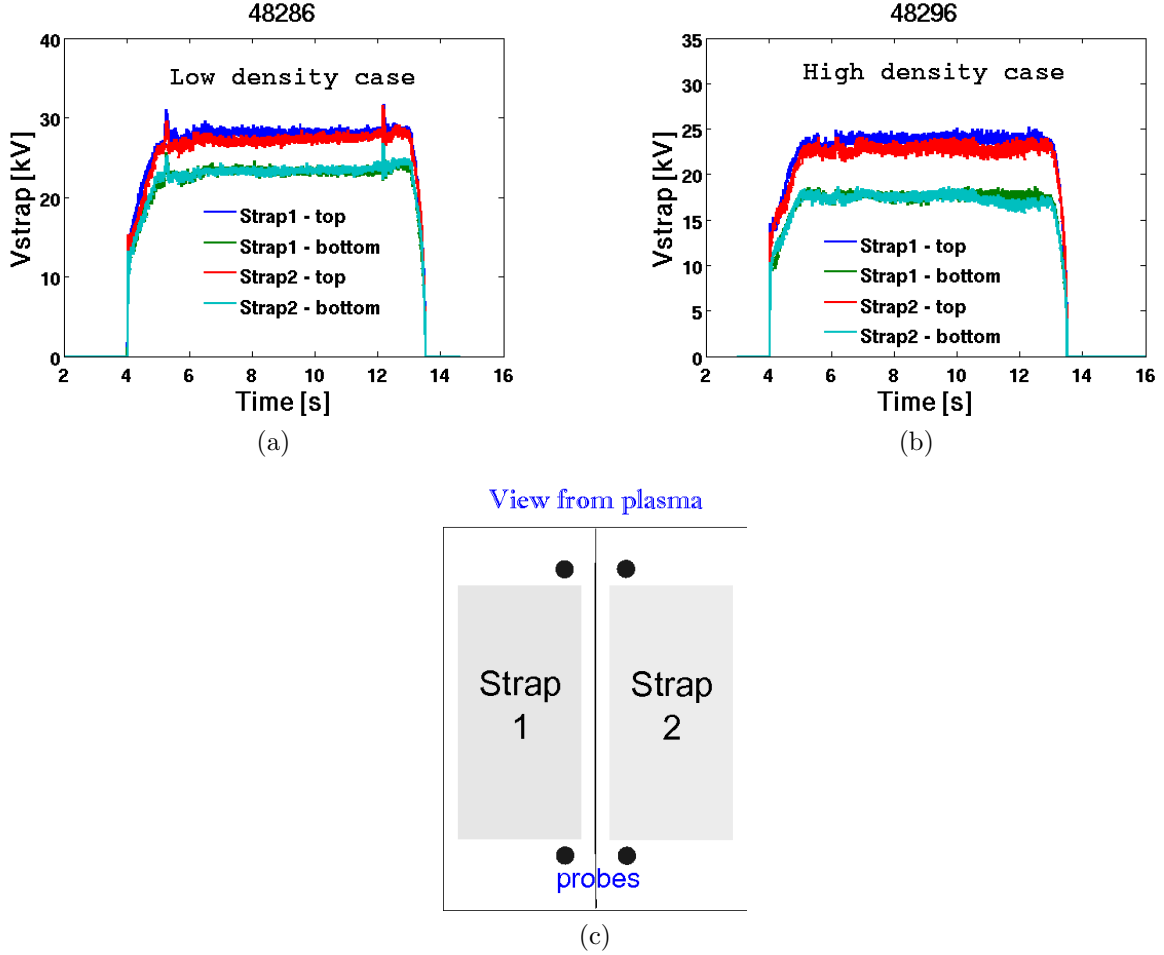 48286
40
30
20
10
0
Vstrap [kV]
Low density case
Strap1 - top
Strap1 - bottom
Strap2 - top
Strap2 - bottom
2 4 6 8 10 12 14 16
Time [s]
(a)
48296
35
30
25
20
15
10
5
0
Vstrap [kV]
High density case
Strap1 - top
Strap1 - bottom
Strap2 - top
Strap2 - bottom
2 4 6 8 10 12 14 16
Time [s]
(b)
View from plasma
Strap
1
Strap
2
probes
(c)